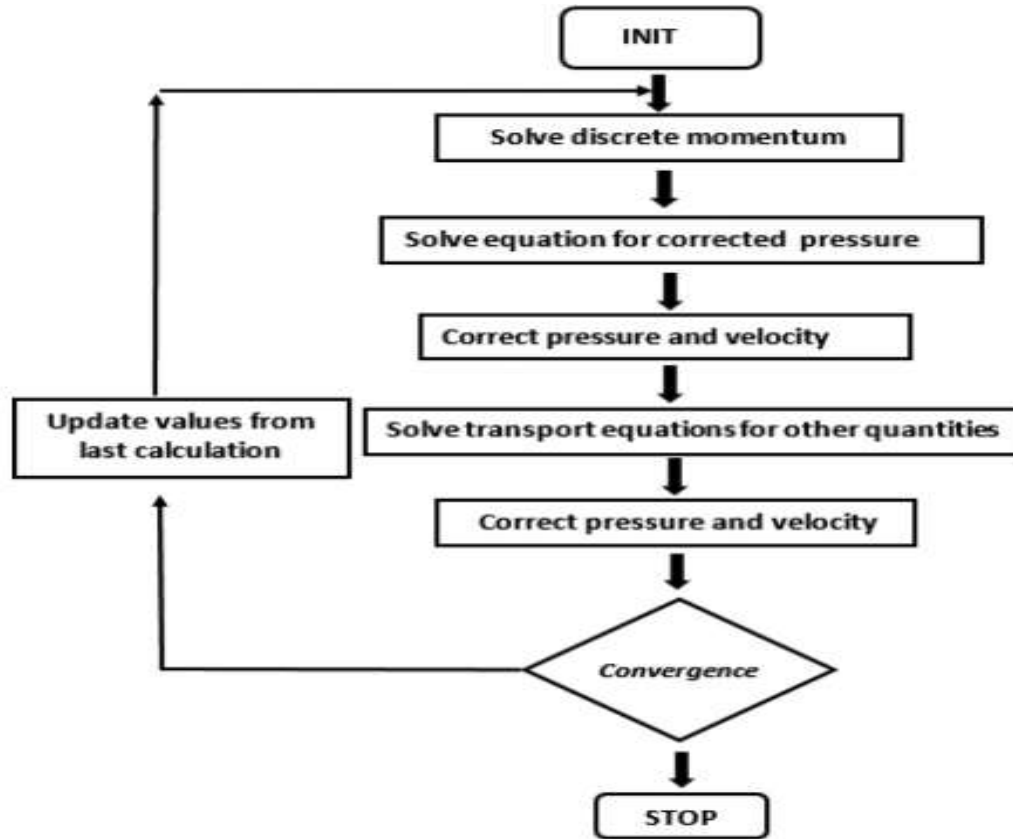 INIT
Solve discrete momentum
Solve equation for corrected pressure
Correct pressure and velocity
Update values from
last calculation
Solve transport equations for other quantities
Correct pressure and velocity
Convergence
STOP